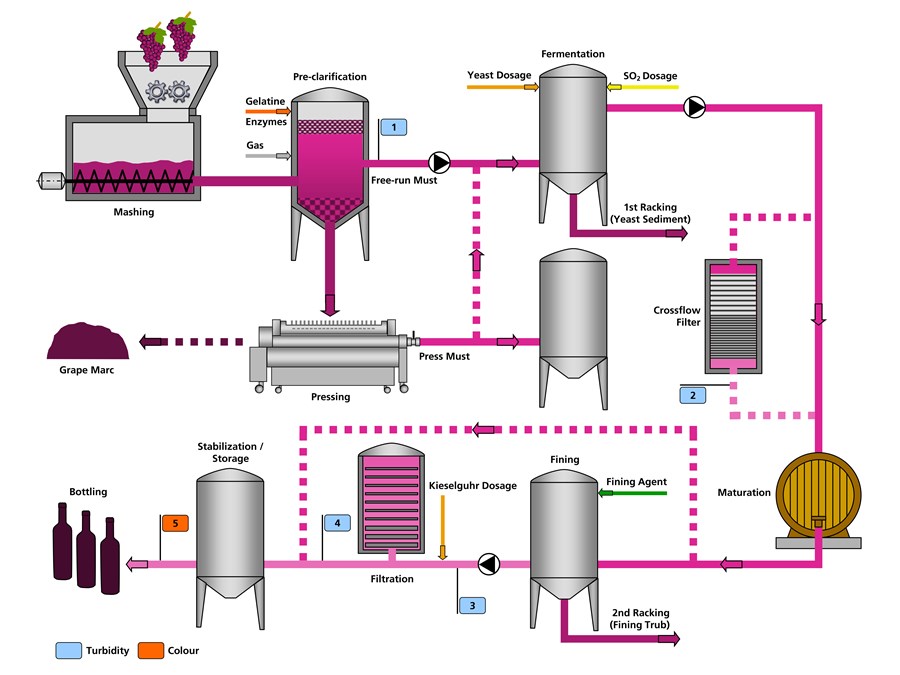 Fermentation
Pre-clarification
Yeast Dosage
SO₂ Dosage
Gelatine
Enzymes
1
Gas
Free-run Must
Mashing
1st Racking
(Yeast Sediment)
Crossflow
Filter
Press Must
Grape Marc
Pressing
2
Stabilization /
Storage
Fining
Bottling
Kieselguhr Dosage
Fining Agent
Maturation
5
4
Filtration
3
2nd Racking
(Fining Trub)
Turbidity
Colour